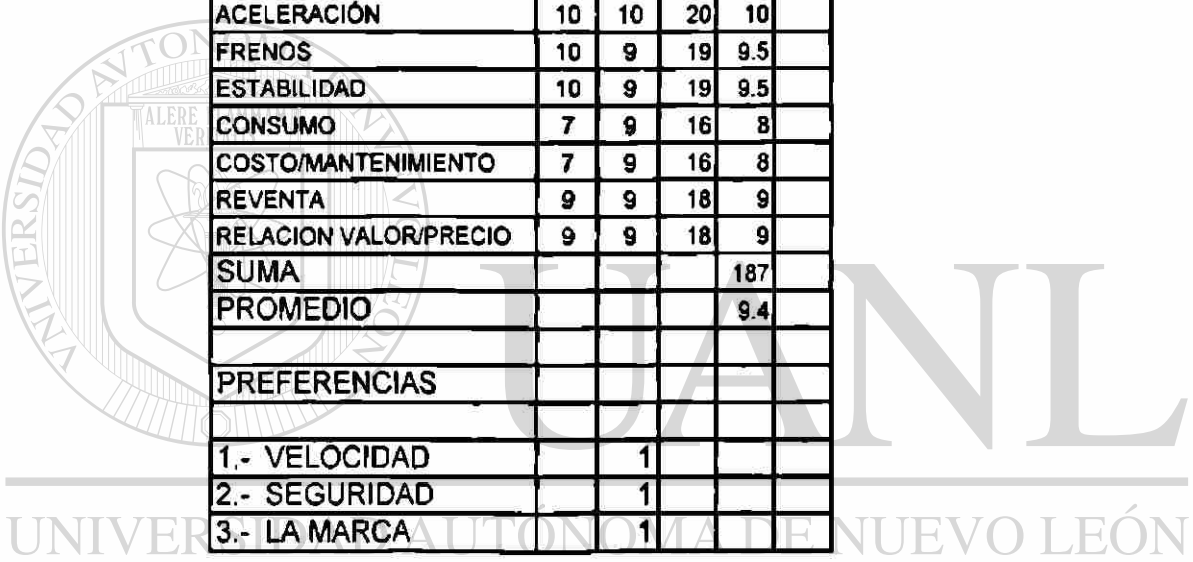 ACELERACIÓN 10 10 20 10
FRENOS 10 9 19 9.5
ESTABILIDAD 10 9 19 9.5
CONSUMO 7 9 16 8
COSTO/MANTENIMIENTO 7 9 16 8
REVENTA 9 9 18 9
RELACION VALOR/PRECIO 9 9 18 9
SUMA 187
PROMEDIO 9.4
PREFERENCIAS
1.- VELOCIDAD 1
2.- SEGURIDAD 1
3.- LA MARCA 1
UANL
UNIVERSIDAD AUTÓNOMA DE NUEVO LEÓN